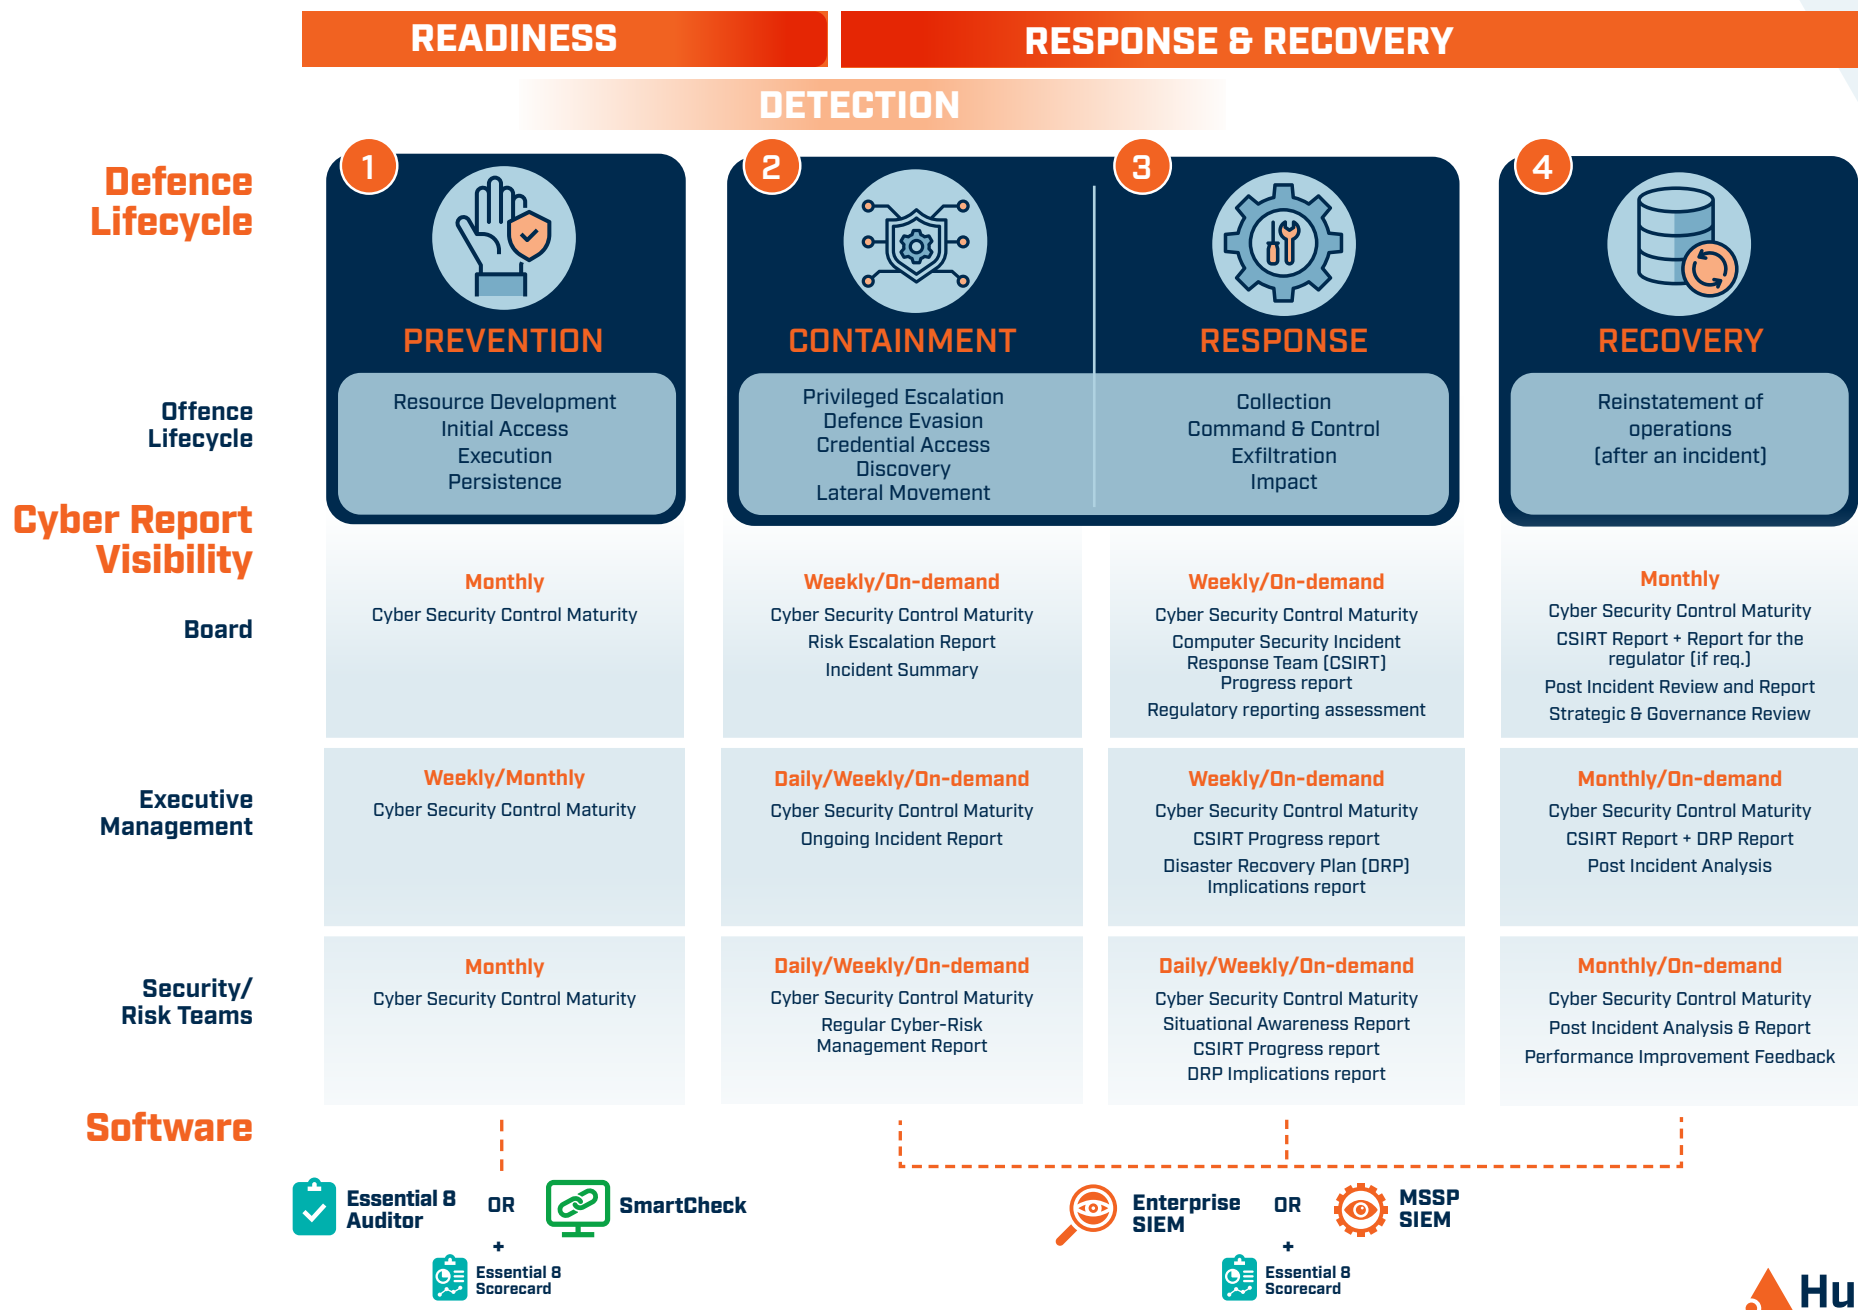 READINESS
RESPONSE & RECOVERY
DETECTION
Defence
Lifecycle
1
PREVENTION
2
CONTAINMENT
3
RESPONSE
4
RECOVERY
Offence
Lifecycle
Resource Development
Initial Access
Execution
Persistence
Privileged Escalation
Defence Evasion
Credential Access
Discovery
Lateral Movement
Collection
Command & Control
Exfiltration
Impact
Reinstatement of
operations
(after an incident)
Cyber Report
Visibility
Board
Monthly
Cyber Security Control Maturity
Weekly/On-demand
Cyber Security Control Maturity
Risk Escalation Report
Incident Summary
Weekly/On-demand
Cyber Security Control Maturity
Computer Security Incident
Response Team (CSIRT)
Progress report
Regulatory reporting assessment
Monthly
Cyber Security Control Maturity
CSIRT Report + Report for the
regulator (if req.)
Post Incident Review and Report
Strategic & Governance Review
Executive
Management
Weekly/Monthly
Cyber Security Control Maturity
Daily/Weekly/On-demand
Cyber Security Control Maturity
Ongoing Incident Report
Weekly/On-demand
Cyber Security Control Maturity
CSIRT Progress report
Disaster Recovery Plan (DRP)
Implications report
Monthly/On-demand
Cyber Security Control Maturity
CSIRT Report + DRP Report
Post Incident Analysis
Security/
Risk Teams
Monthly
Cyber Security Control Maturity
Daily/Weekly/On-demand
Cyber Security Control Maturity
Regular Cyber-Risk
Management Report
Daily/Weekly/On-demand
Cyber Security Control Maturity
Situational Awareness Report
CSIRT Progress report
DRP Implications report
Monthly/On-demand
Cyber Security Control Maturity
Post Incident Analysis & Report
Performance Improvement Feedback
Software
Essential 8
Auditor
OR
SmartCheck
+
Essential 8
Scorecard
Enterprise
SIEM
OR
MSSP
SIEM
+
Essential 8
Scorecard
Hu